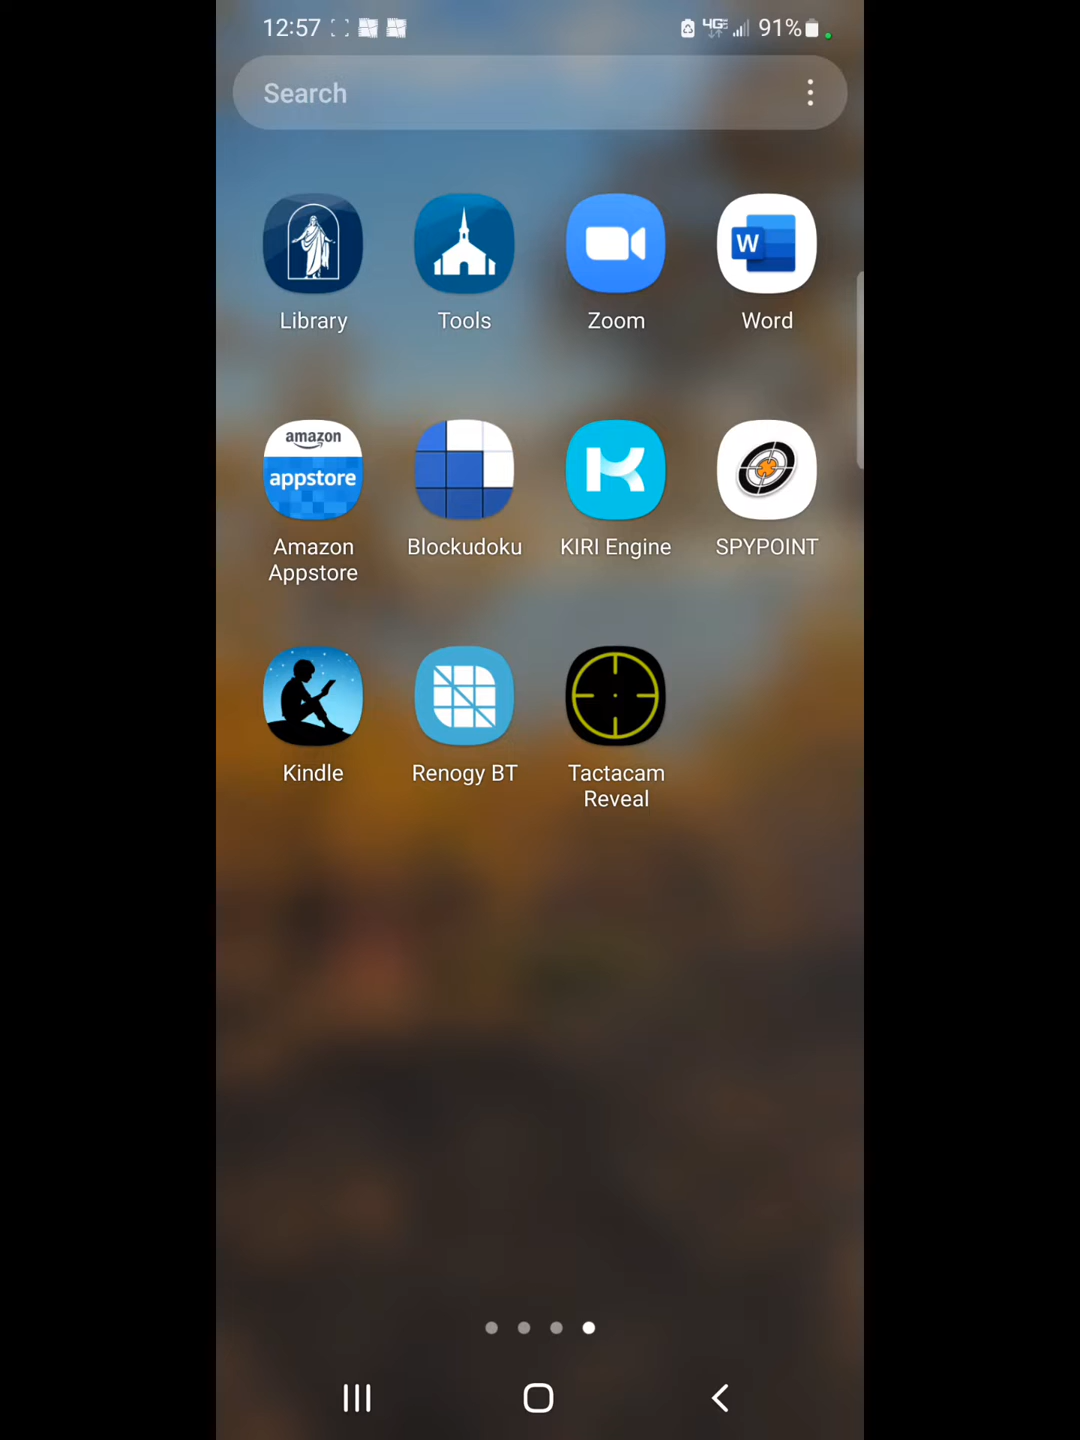 12:57
4GE
91%
Search
Library
Tools
Zoom
W
Word
amazon
appstore
Amazon
Appstore
Blockudoku
KIRI Engine
SPYPOINT
Kindle
Renogy BT
Tactacam
Reveal